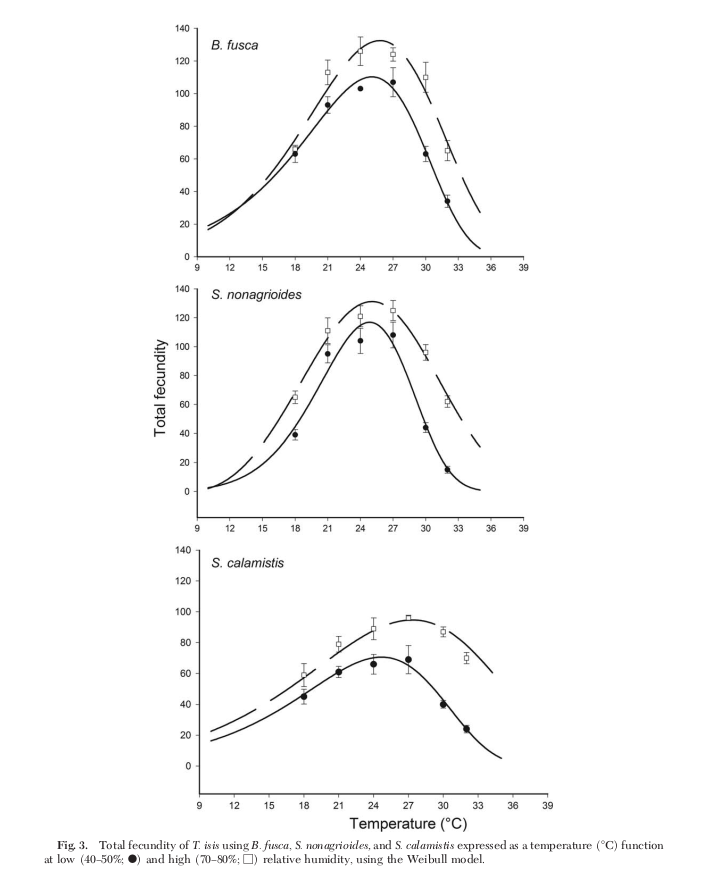 140
B. fusca
120
100
80
60
40
20
0
9 12 15 18 21 24 27 30 33 36 39
140
S. nonagrioides
120
100
80
60
40
20
0
9 12 15 18 21 24 27 30 33 36 39
Total fecundity
140
S. calamistis
120
100
80
60
40
20
0
9 12 15 18 21 24 27 30 33 36 39
Temperature (°C)
Fig. 3. Total fecundity of T. isis using B. fusca, S. nonagrioides, and S. calamistis expressed as a temperature (°C) function
at low (40–50%; ●) and high (70–80%; □) relative humidity, using the Weibull model.